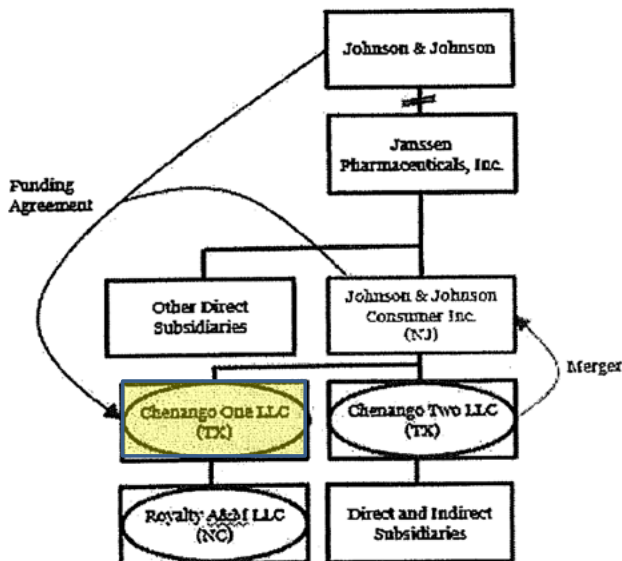 Johnson & Johnson
Janssen
Pharmaceuticals, Inc.
Funding
Agreement
Other Direct
Subsidiaries
Johnson & Johnson
Consumer Inc.
(NJ)
Merger
Chenango One LLC
(TX)
Chenango Two LLC
(TX)
Royalty A&M LLC
(NC)
Direct and Indirect
Subsidiaries